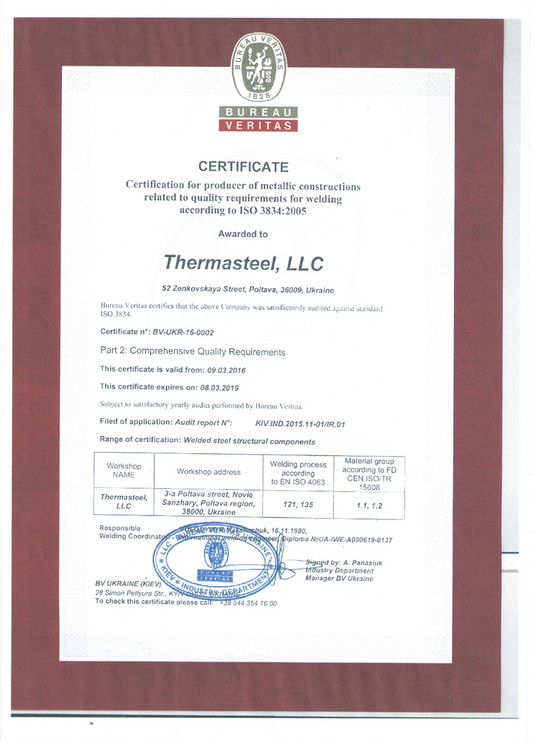 BUREAU VERITAS
1828
BUREAU
VERITAS
CERTIFICATE
Certification for producer of metallic constructions
related to quality requirements for welding
according to ISO 3834:2005
Awarded to
Thermasteel, LLC
52 Zenkovskaya Street, Poltava, 36009, Ukraine
Bureau Veritas certifies that the above Company was satisfactorily audited against standard
ISO 3834.
Certificate n°: BV-UKR-16-0002
Part 2: Comprehensive Quality Requirements
This certificate is valid from: 09.03.2016
This certificate expires on: 08.03.2019
Subject to satisfactory yearly audits performed by Bureau Veritas.
Filed of application: Audit report N°: KIV.IND.2015.11-01/IR.01
Range of certification: Welded steel structural components
Workshop NAME
Workshop address
Welding process according to EN ISO 4063
Material group according to FD CEN ISO/TR 15608
Thermasteel, LLC
3-a Poltava street, Novie Sanzhary, Poltava region, 38000, Ukraine
121, 135
1.1, 1.2
Responsible 16.11.1980,
Welding Coordinator - International welding Engineer, Diploma №UA-IWE-A090619-0137
LLC BUREAU VERITAS UKRAINE
BUREAU
VERITAS
KIEV * INDUSTRY DEPARTMENT *
Signed by: A. Panasiuk
Industry Department
Manager BV Ukraine
BV UKRAINE (KIEV)
28 Simon Petlyura Str.,
To check this certificate please call: +38 044 354 16 00